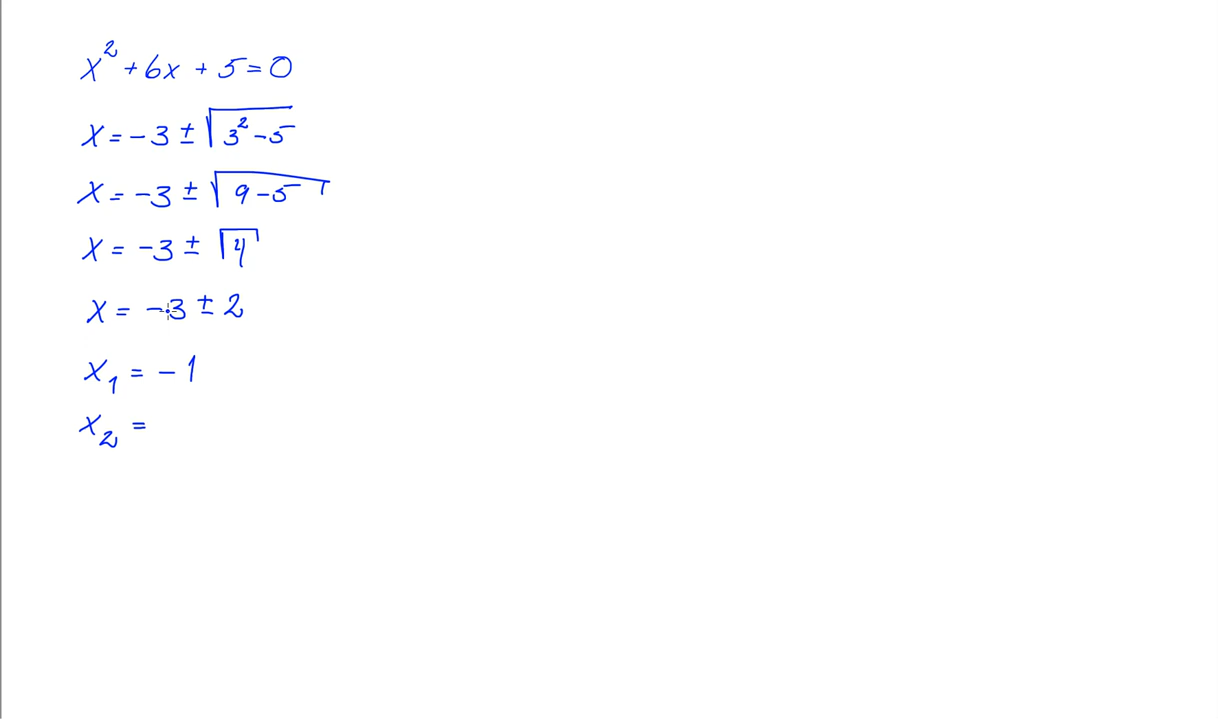 x² + 6x + 5 = 0
x = -3 ± √(3² - 5)
x = -3 ± √(9 - 5)
x = -3 ± √4
x = -3 ± 2
x₁ = -1
x₂ =